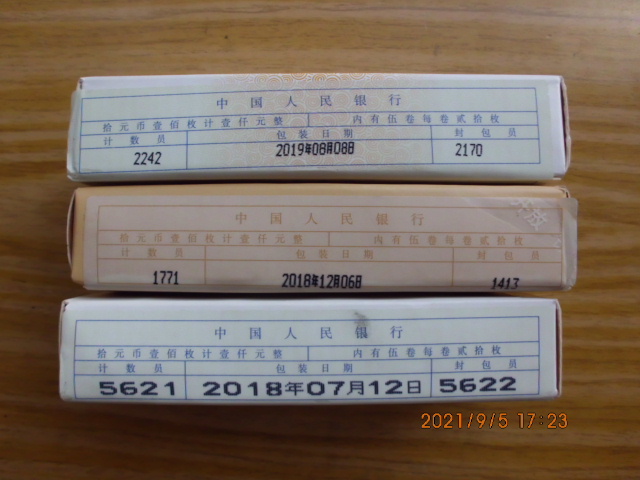 中国人民银行
拾元币壹佰枚计壹仟元整 内有伍卷每卷贰拾枚
计数员 包装日期 封包员
2242 2019年08月08日 2170
中国人民银行
拾元币壹佰枚计壹仟元整 内有伍卷每卷贰拾枚
计数员 包装日期 封包员
1771 2018年12月06日 1413
中国人民银行
拾元币壹佰枚计壹仟元整 内有伍卷每卷贰拾枚
计数员 包装日期 封包员
5621 2018年07月12日 5622
2021/9/5 17:23